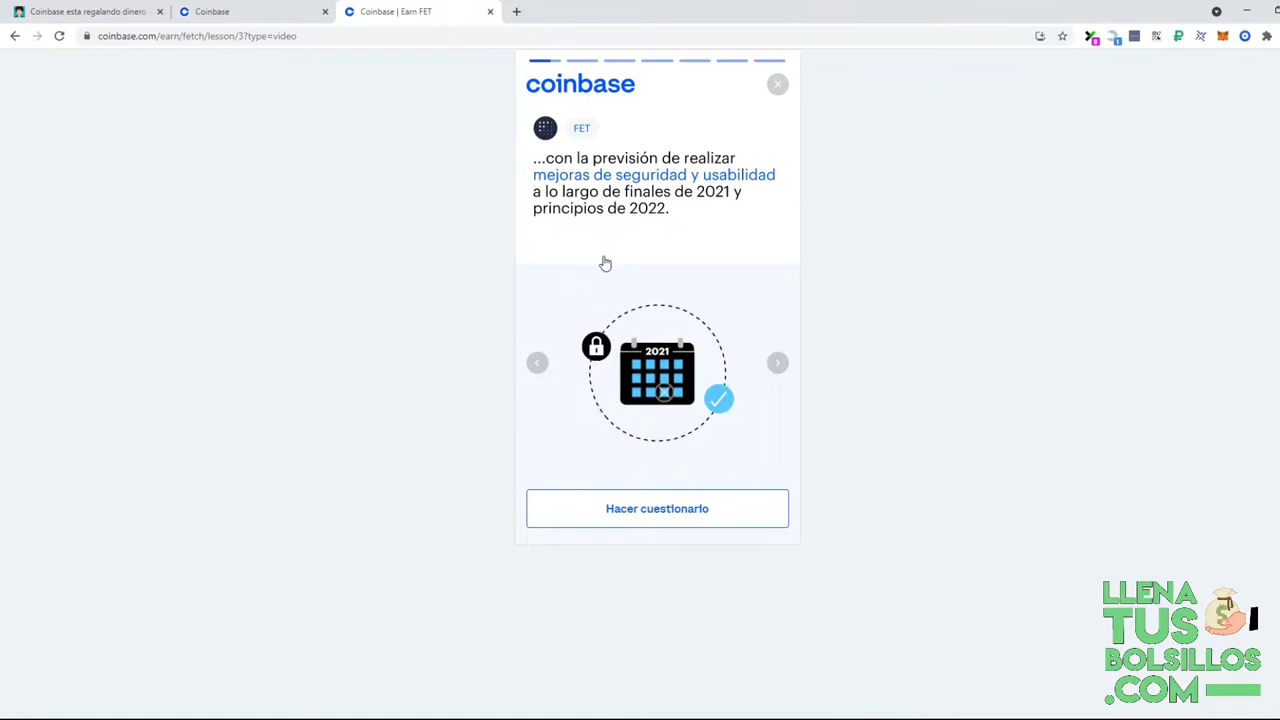 Coinbase esta regalando dinero
Coinbase
Coinbase | Earn FET
coinbase.com/earn/fetch/lesson/3?type=video
coinbase
FET
...con la previsión de realizar
mejoras de seguridad y usabilidad
a lo largo de finales de 2021 y
principios de 2022.
2021
Hacer cuestionario
LLENA
TUS
BOLSILLOS
.COM